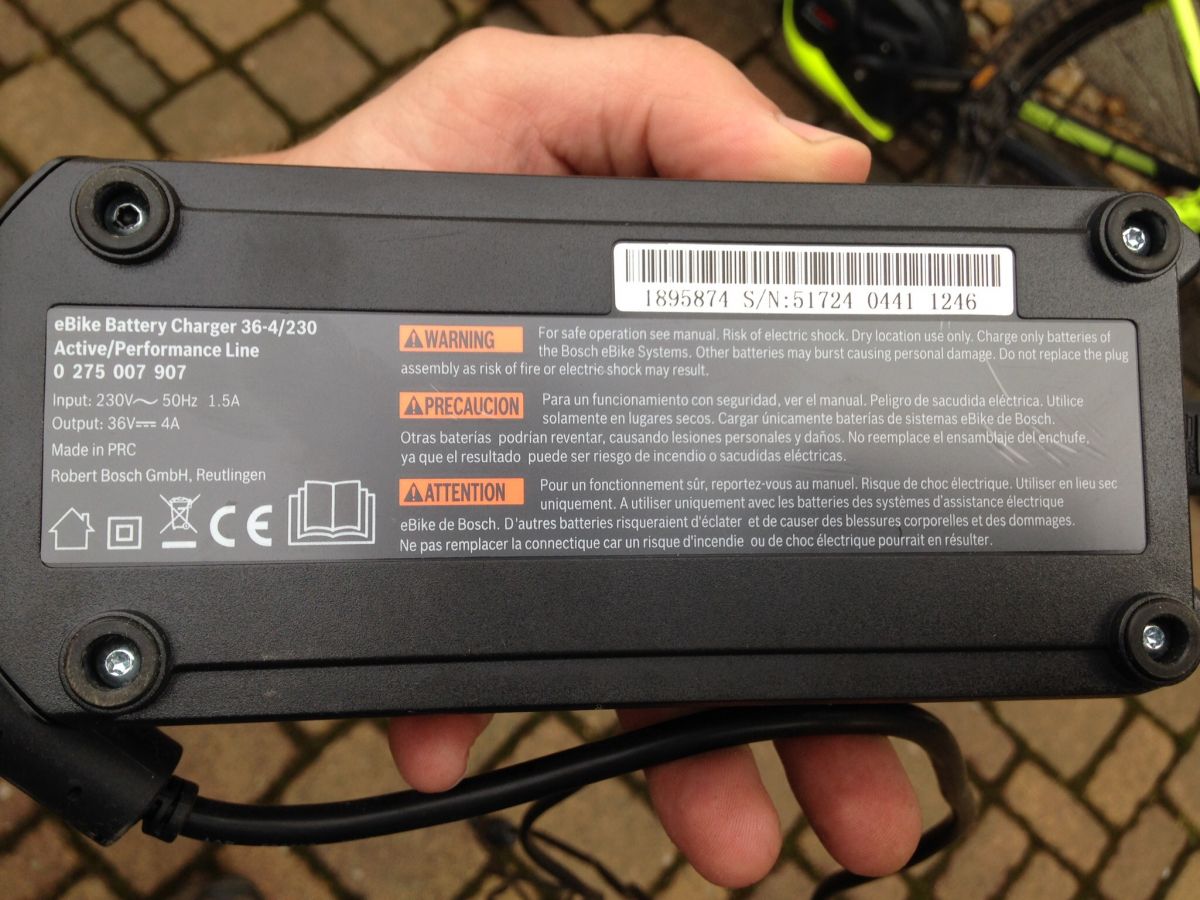 1895874 S/N:51724 0441 1246
eBike Battery Charger 36-4/230
Active/Performance Line
0 275 007 907
Input: 230V~ 50Hz 1.5A
Output: 36V⎓ 4A
Made in PRC
Robert Bosch GmbH, Reutlingen
CE
WARNING For safe operation see manual. Risk of electric shock. Dry location use only. Charge only batteries of
the Bosch eBike Systems. Other batteries may burst causing personal damage. Do not replace the plug
assembly as risk of fire or electric shock may result.
PRECAUCION Para un funcionamiento con seguridad, ver el manual. Peligro de sacudida eléctrica. Utilice
solamente en lugares secos. Cargar únicamente baterías de sistemas eBike de Bosch.
Otras baterías podrían reventar, causando lesiones personales y daños. No reemplace el ensamblaje del enchufe,
ya que el resultado puede ser riesgo de incendio o sacudidas eléctricas.
ATTENTION Pour un fonctionnement sûr, reportez-vous au manuel. Risque de choc électrique. Utiliser en lieu sec
uniquement. A utiliser uniquement avec les batteries des systèmes d'assistance électrique
eBike de Bosch. D'autres batteries risqueraient d'éclater et de causer des blessures corporelles et des dommages.
Ne pas remplacer la connectique car un risque d'incendie ou de choc électrique pourrait en résulter.